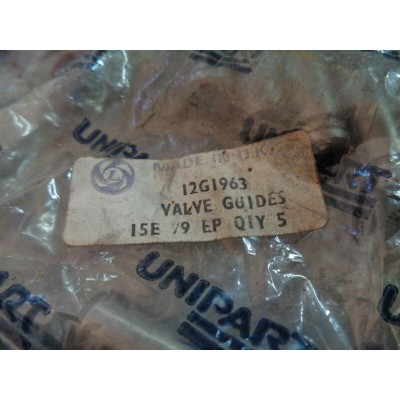 UNIPART
MADE IN U.K.
12G1963
VALVE GUIDES
15E 79 EP QTY 5
UNIPART
UNIPART